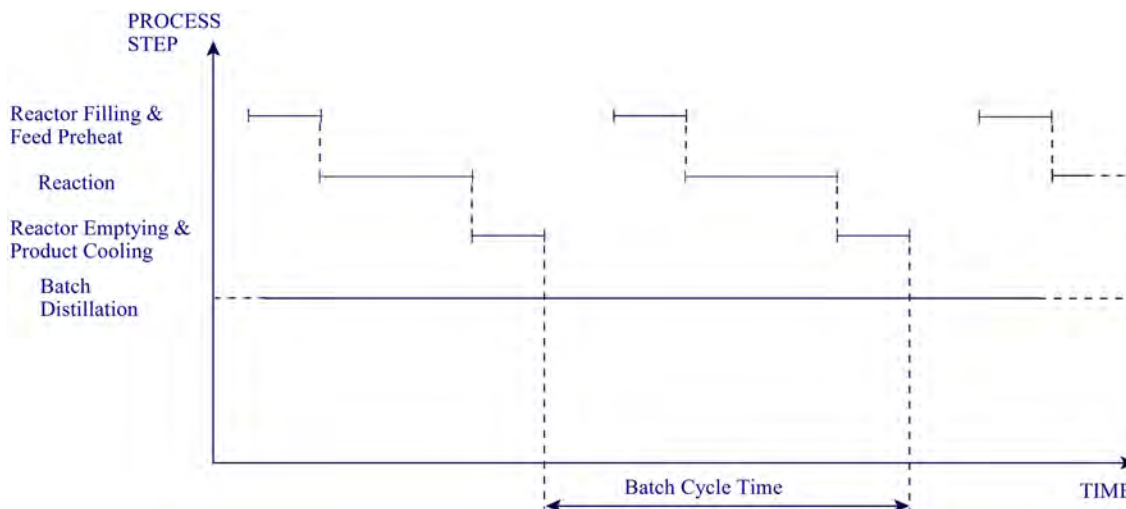 PROCESS
STEP
Reactor Filling &
Feed Preheat
Reaction
Reactor Emptying &
Product Cooling
Batch
Distillation
Batch Cycle Time
TIME